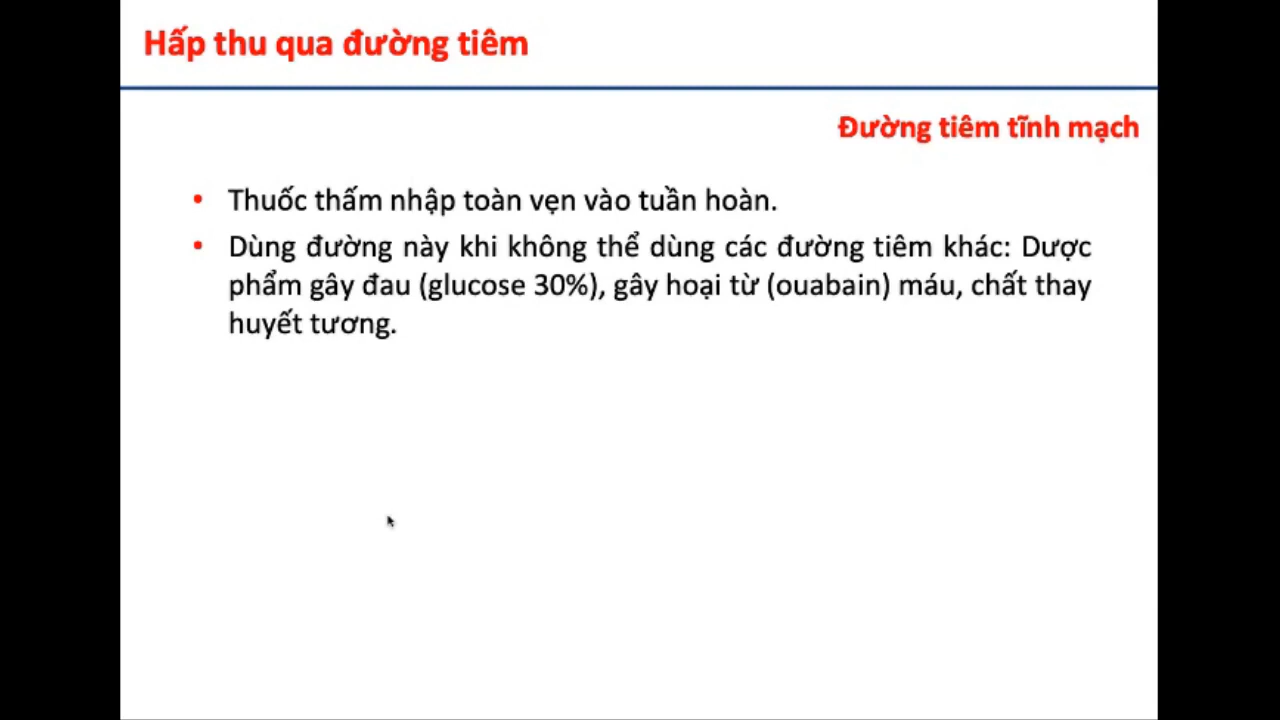 Hấp thu qua đường tiêm
Đường tiêm tĩnh mạch
• Thuốc thấm nhập toàn vẹn vào tuần hoàn.
• Dùng đường này khi không thể dùng các đường tiêm khác: Dược
phẩm gây đau (glucose 30%), gây hoại từ (ouabain) máu, chất thay
huyết tương.